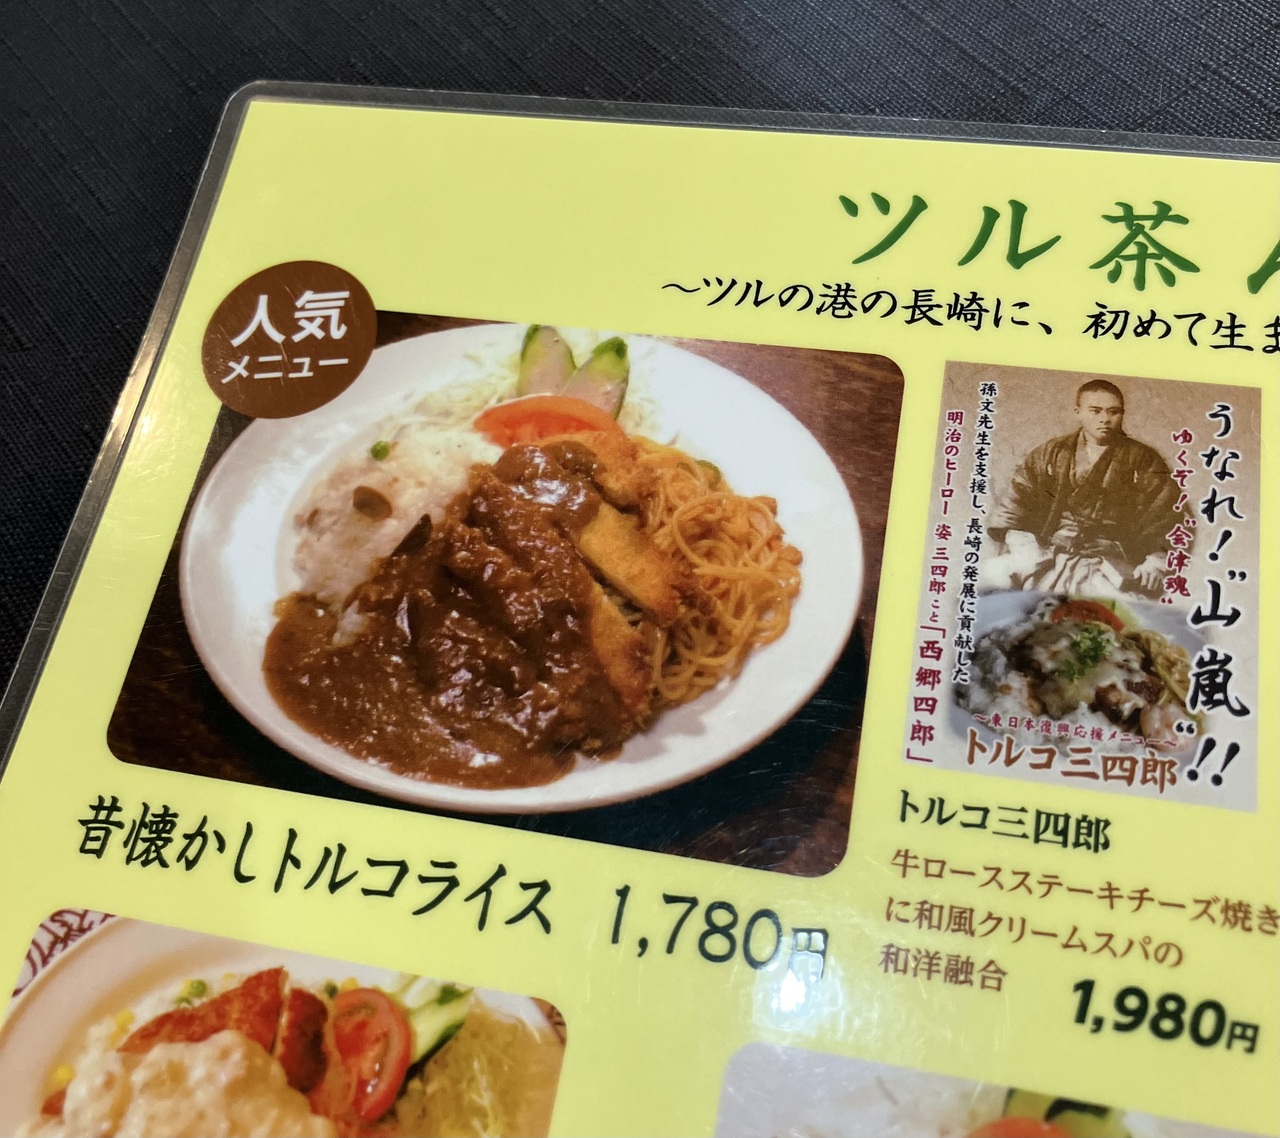 ツル茶
〜ツルの港の長崎に、初めて生ま
人気
メニュー
うなれ!"山嵐"!!
ゆくぞ!"会津魂"
孫文先生を支援し、長崎の発展に貢献した
明治のヒーロー 姿 三四郎こと「西郷四郎」
〜東日本復興応援メニュー〜
トルコ三四郎
昔懐かしトルコライス 1,780円
トルコ三四郎
牛ロースステーキチーズ焼き
に和風クリームスパの
和洋融合
1,980円